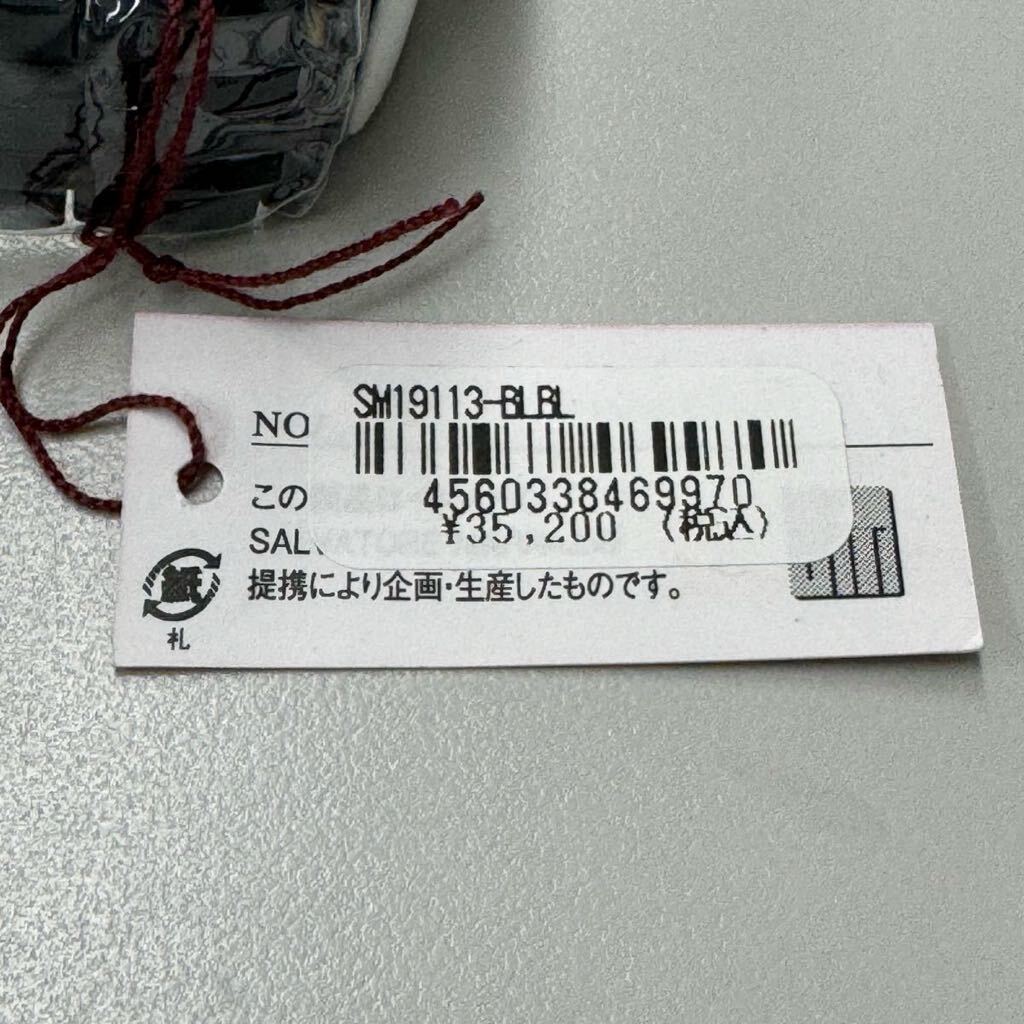 SM19113-BLBL
NO
4560338469970
この
¥35,200 (税込)
SALVATORE
提携により企画・生産したものです。
紙
札